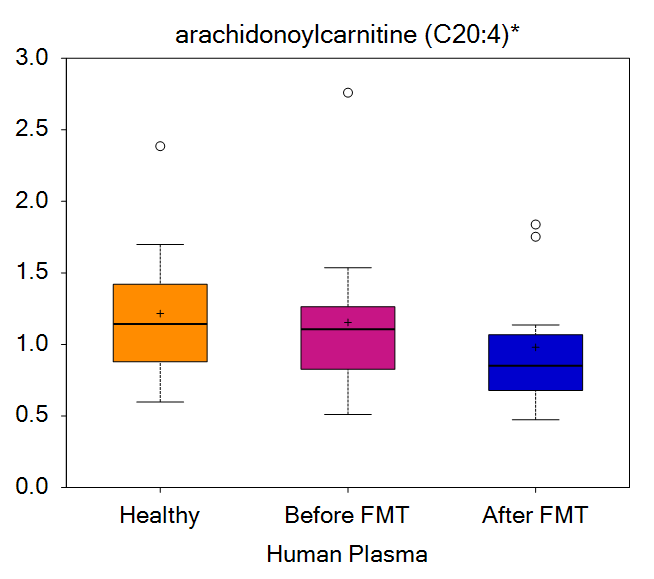 arachidonoylcarnitine (C20:4)*
3.0
2.5
2.0
1.5
1.0
0.5
0.0
Healthy Before FMT After FMT
Human Plasma